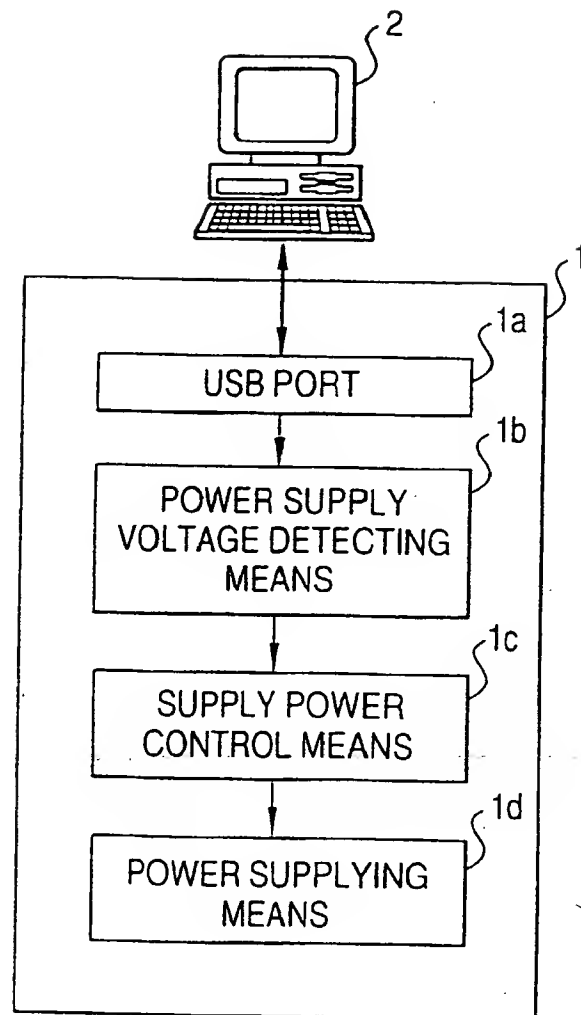 2
1
1a
USB PORT
1b
POWER SUPPLY
VOLTAGE DETECTING
MEANS
1c
SUPPLY POWER
CONTROL MEANS
1d
POWER SUPPLYING
MEANS